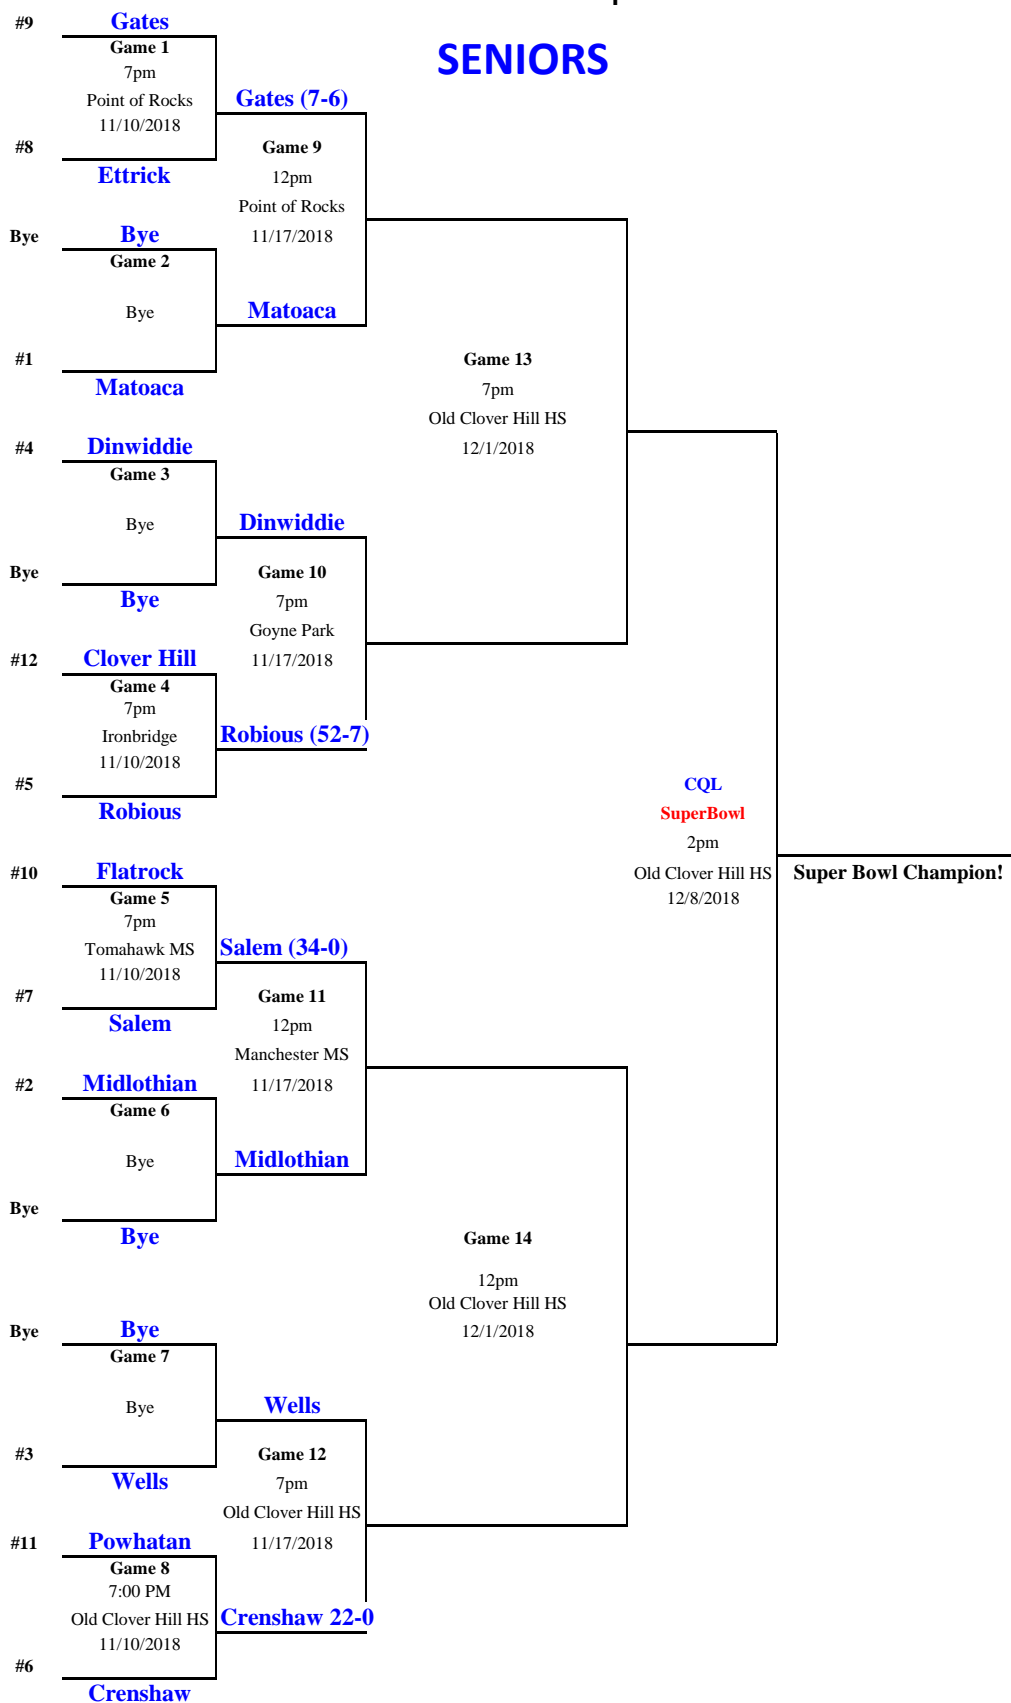 SENIORS
#9
Gates
Game 1
7pm
Point of Rocks
11/10/2018
#8
Ettrick
Gates (7-6)
Game 9
12pm
Point of Rocks
11/17/2018
Bye
Bye
Game 2
Bye
#1
Matoaca
Matoaca
Game 13
7pm
Old Clover Hill HS
12/1/2018
#4
Dinwiddie
Game 3
Bye
Bye
Bye
Dinwiddie
Game 10
7pm
Goyne Park
11/17/2018
#12
Clover Hill
Game 4
7pm
Ironbridge
11/10/2018
#5
Robious
Robious (52-7)
CQL
SuperBowl
2pm
Old Clover Hill HS
12/8/2018
Super Bowl Champion!
#10
Flatrock
Game 5
7pm
Tomahawk MS
11/10/2018
#7
Salem
Salem (34-0)
Game 11
12pm
Manchester MS
11/17/2018
#2
Midlothian
Game 6
Bye
Bye
Bye
Midlothian
Game 14
12pm
Old Clover Hill HS
12/1/2018
Bye
Bye
Game 7
Bye
#3
Wells
Wells
Game 12
7pm
Old Clover Hill HS
11/17/2018
#11
Powhatan
Game 8
7:00 PM
Old Clover Hill HS
11/10/2018
#6
Crenshaw
Crenshaw 22-0